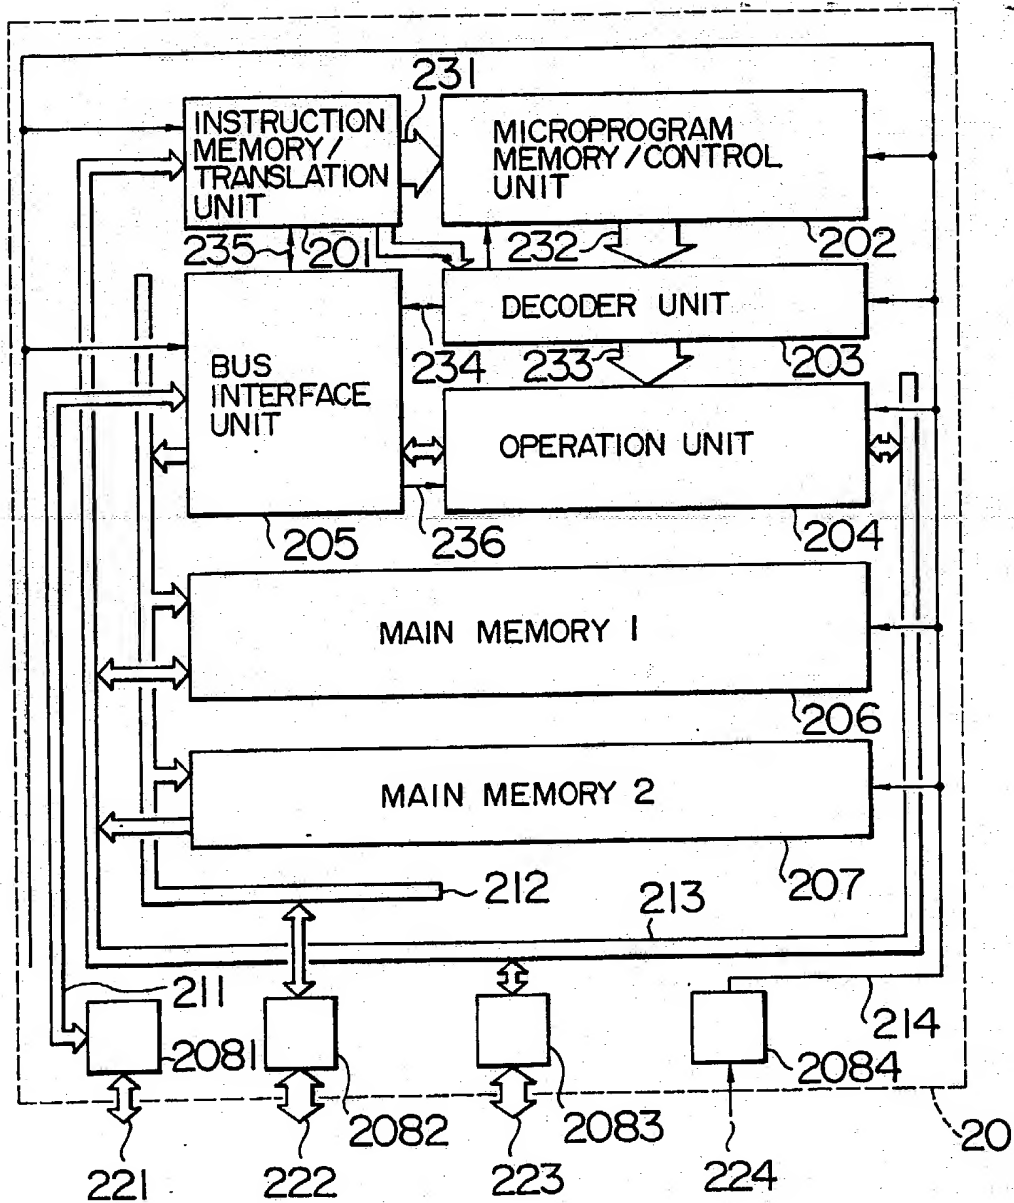 231
INSTRUCTION
MEMORY/
TRANSLATION
UNIT
MICROPROGRAM
MEMORY/CONTROL
UNIT
235
201
232
202
DECODER UNIT
234
233
203
BUS
INTERFACE
UNIT
OPERATION UNIT
205
236
204
MAIN MEMORY 1
206
MAIN MEMORY 2
207
212
213
211
214
2081
2082
2083
2084
20
221
222
223
224